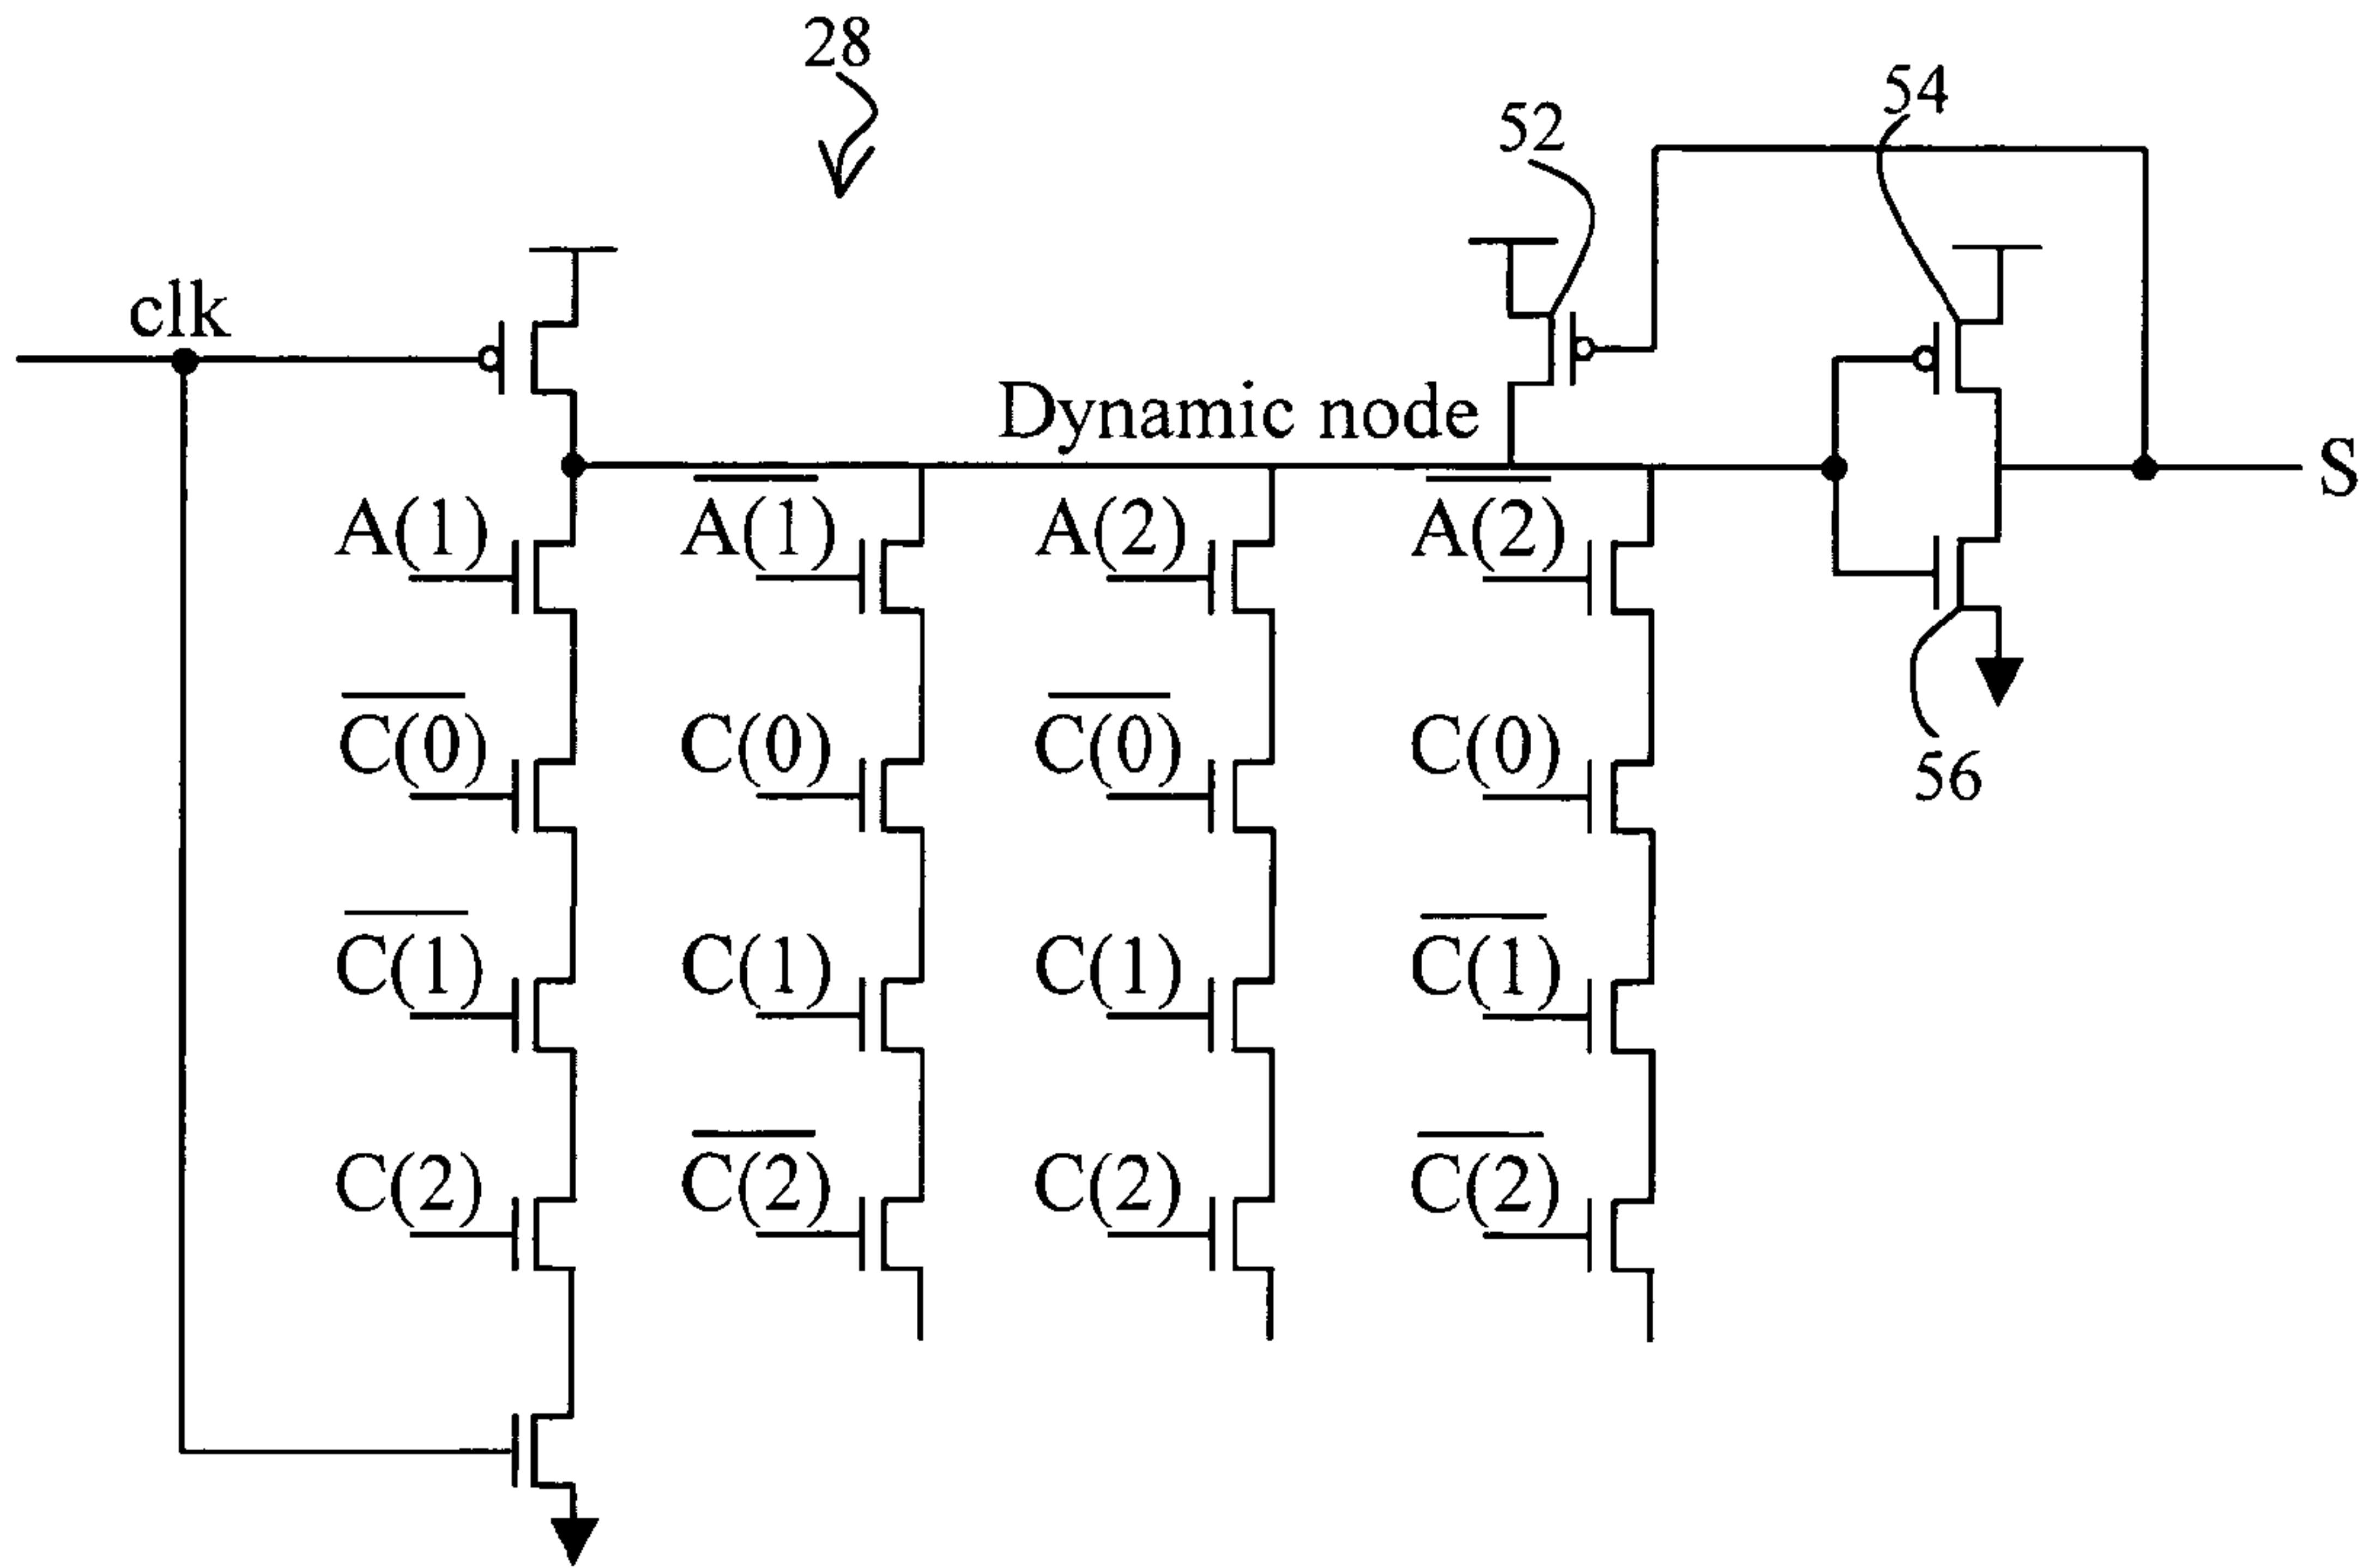 28
52
54
clk
Dynamic node
S
A(1) A̅(̅1̅)̅ A(2) A̅(̅2̅)̅
C̅(̅0̅)̅ C(0) C̅(̅0̅)̅ C(0)
56
C̅(̅1̅)̅ C(1) C(1) C̅(̅1̅)̅
C(2) C̅(̅2̅)̅ C(2) C̅(̅2̅)̅